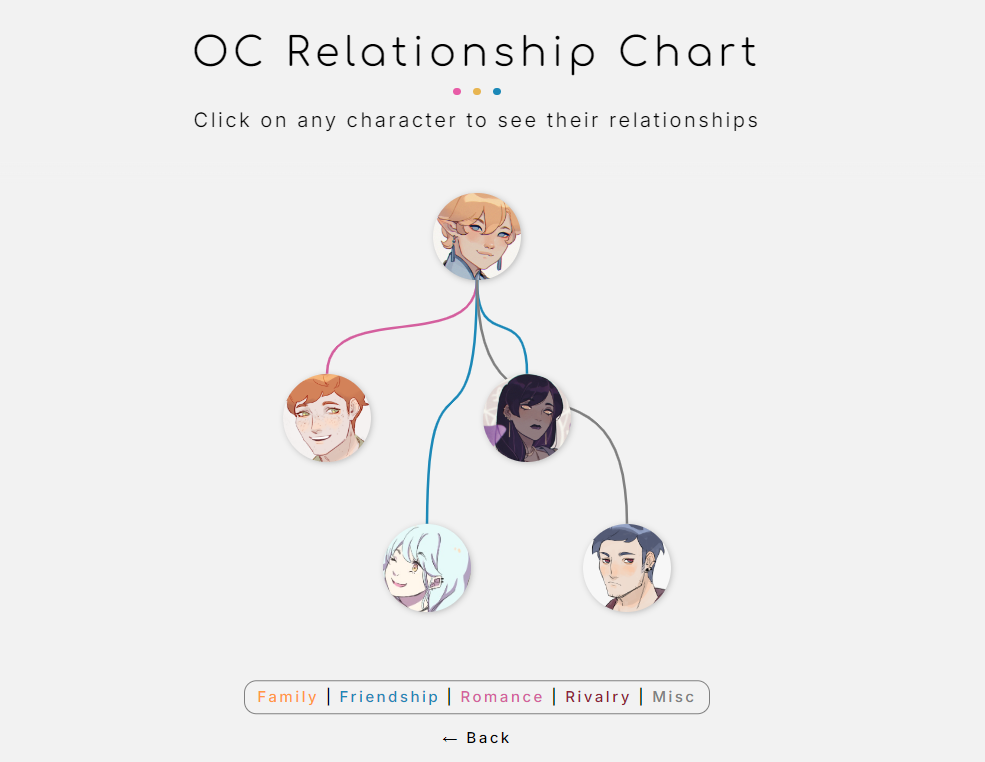 OC Relationship Chart
Click on any character to see their relationships
Family | Friendship | Romance | Rivalry | Misc
← Back